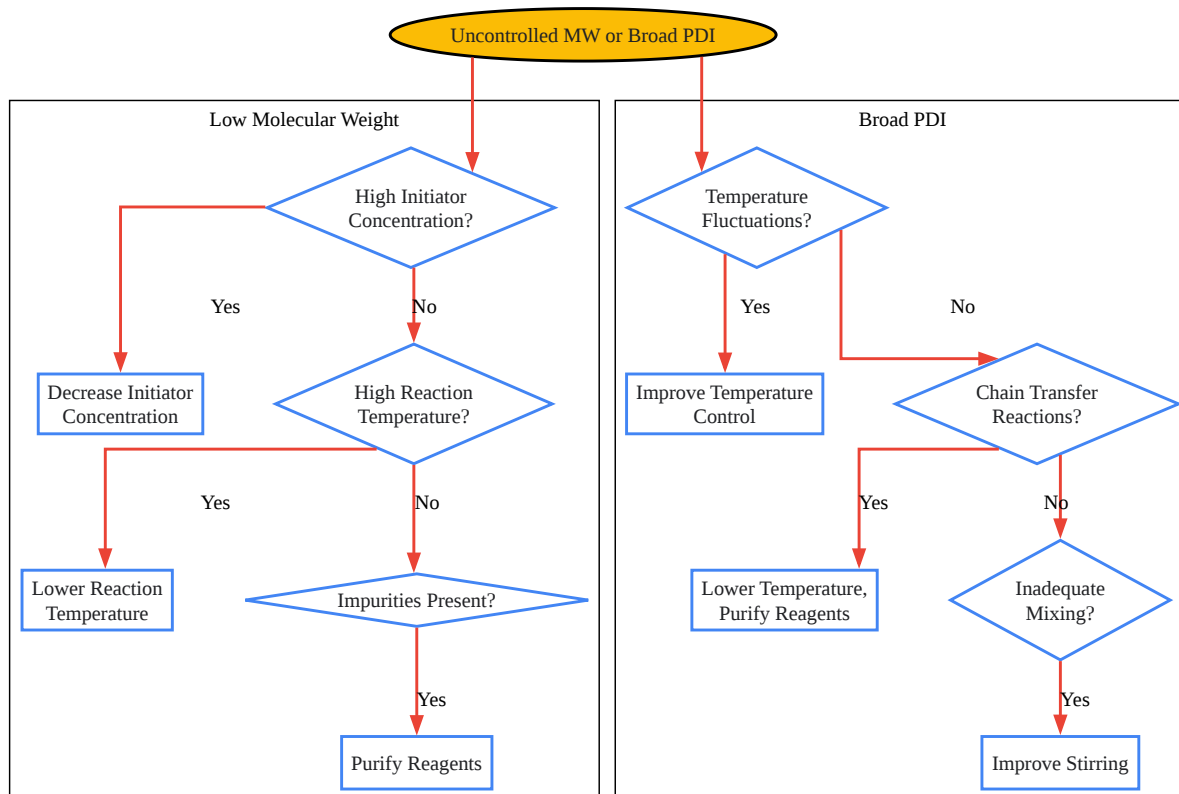 Uncontrolled MW or Broad PDI
Low Molecular Weight
High Initiator
Concentration?
Yes
No
Decrease Initiator
Concentration
High Reaction
Temperature?
Yes
No
Lower Reaction
Temperature
Impurities Present?
Yes
Purify Reagents
Broad PDI
Temperature
Fluctuations?
Yes
No
Improve Temperature
Control
Chain Transfer
Reactions?
Yes
No
Lower Temperature,
Purify Reagents
Inadequate
Mixing?
Yes
Improve Stirring